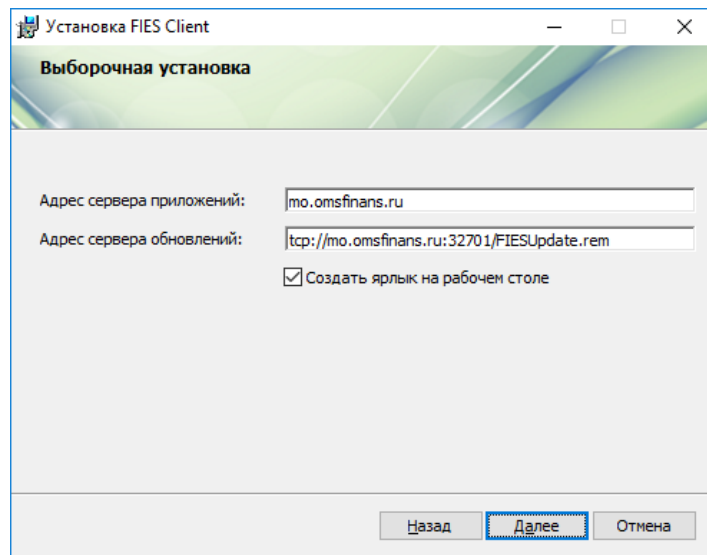 Установка FIES Client
Выборочная установка
Адрес сервера приложений: mo.omsfinans.ru
Адрес сервера обновлений: tcp://mo.omsfinans.ru:32701/FIESUpdate.rem
Создать ярлык на рабочем столе
Назад Далее Отмена